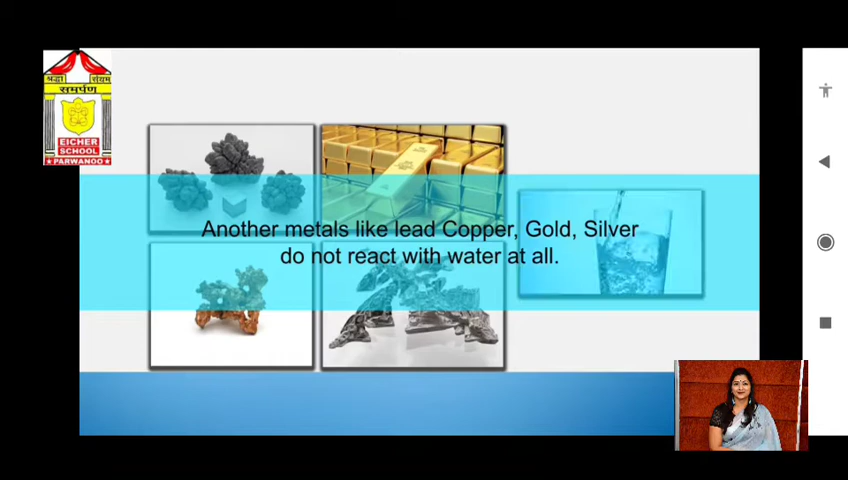 श्रद्धा संयम
समर्पण
EICHER
SCHOOL
PARWANOO
Another metals like lead Copper, Gold, Silver
do not react with water at all.